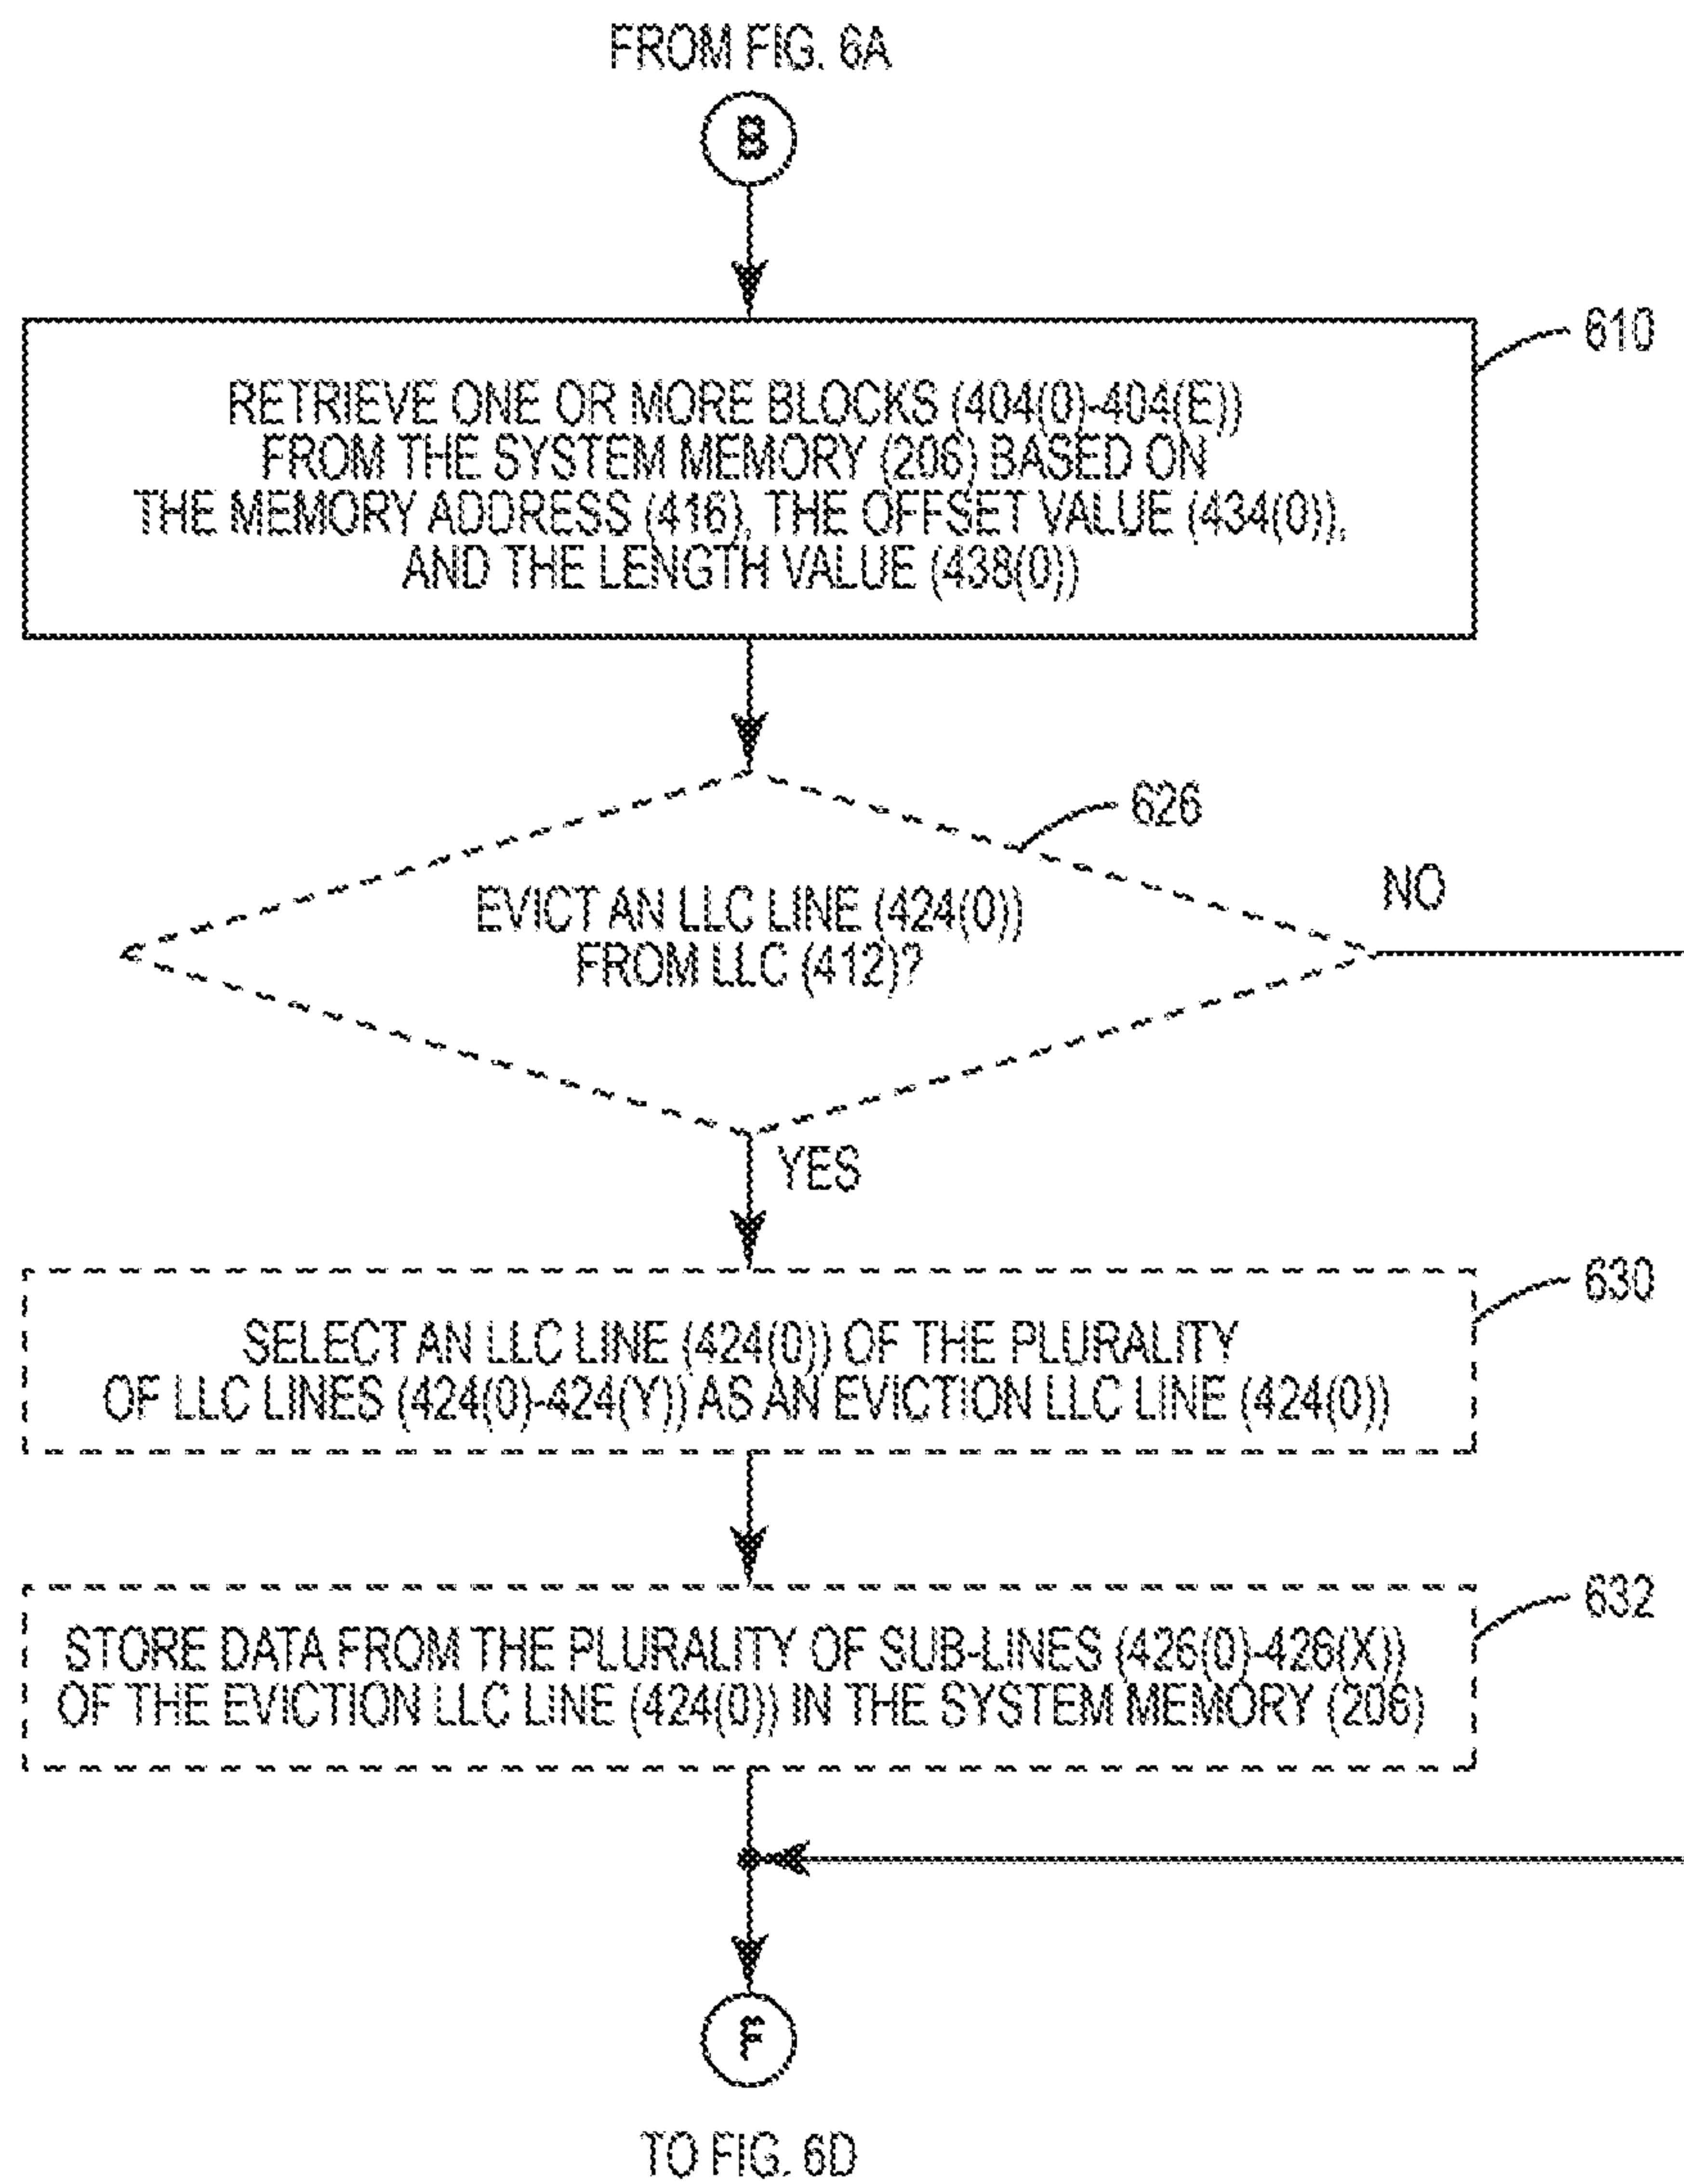 FROM FIG. 6A
B
610
RETRIEVE ONE OR MORE BLOCKS (404(0)-404(E))
FROM THE SYSTEM MEMORY (206) BASED ON
THE MEMORY ADDRESS (416), THE OFFSET VALUE (434(0)),
AND THE LENGTH VALUE (438(0))
626
EVICT AN LLC LINE (424(0))
FROM LLC (412)?
NO
YES
630
SELECT AN LLC LINE (424(0)) OF THE PLURALITY
OF LLC LINES (424(0)-424(Y)) AS AN EVICTION LLC LINE (424(0))
632
STORE DATA FROM THE PLURALITY OF SUB-LINES (426(0)-426(X))
OF THE EVICTION LLC LINE (424(0)) IN THE SYSTEM MEMORY (206)
F
TO FIG. 6D